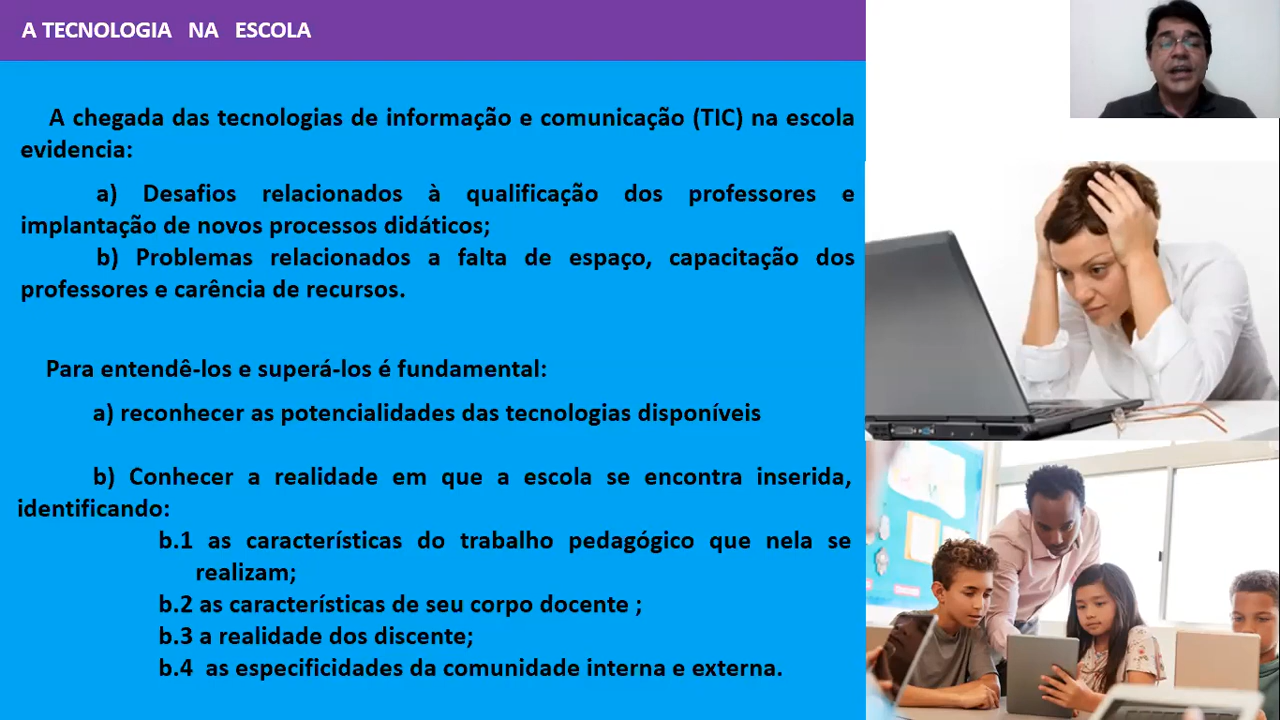 A TECNOLOGIA NA ESCOLA
A chegada das tecnologias de informação e comunicação (TIC) na escola
evidencia:
a) Desafios relacionados à qualificação dos professores e
implantação de novos processos didáticos;
b) Problemas relacionados a falta de espaço, capacitação dos
professores e carência de recursos.
Para entendê-los e superá-los é fundamental:
a) reconhecer as potencialidades das tecnologias disponíveis
b) Conhecer a realidade em que a escola se encontra inserida,
identificando:
b.1 as características do trabalho pedagógico que nela se
realizam;
b.2 as características de seu corpo docente ;
b.3 a realidade dos discente;
b.4 as especificidades da comunidade interna e externa.